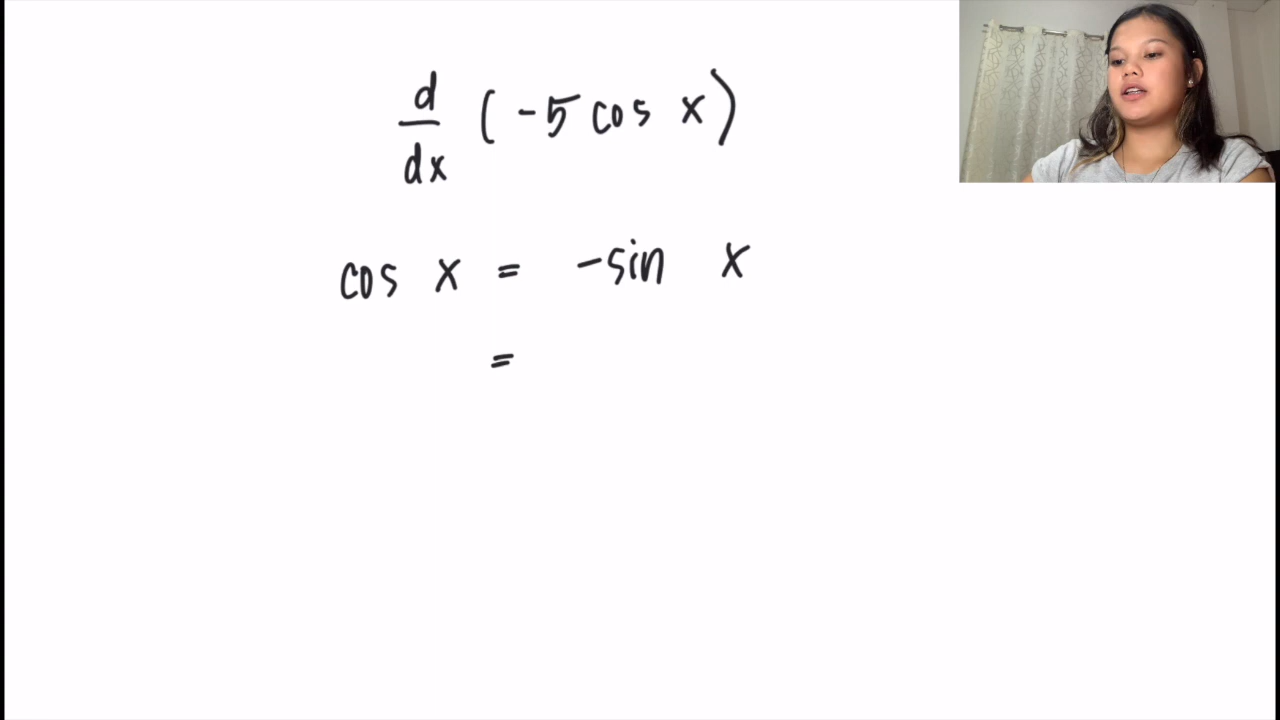 d/dx (-5 cos x)
cos x = -sin x
=